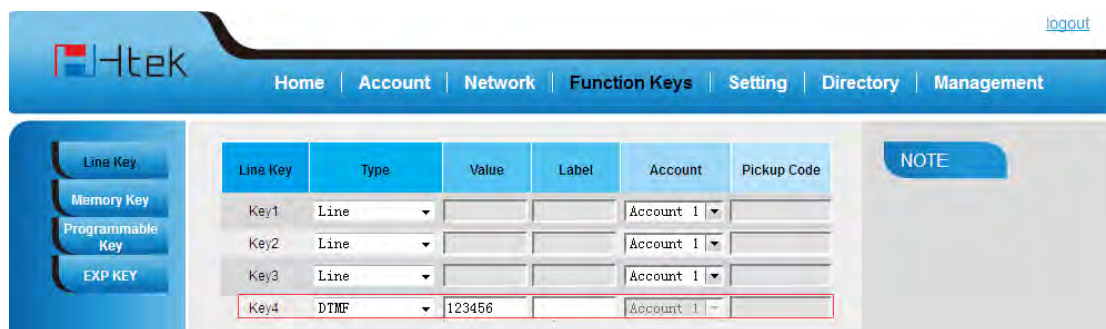 logout
Htek
Home | Account | Network | Function Keys | Setting | Directory | Management
Line Key
Memory Key
Programmable
Key
EXP KEY
Line Key Type Value Label Account Pickup Code
Key1 Line Account 1
Key2 Line Account 1
Key3 Line Account 1
Key4 DTMF 123456 Account 1
NOTE